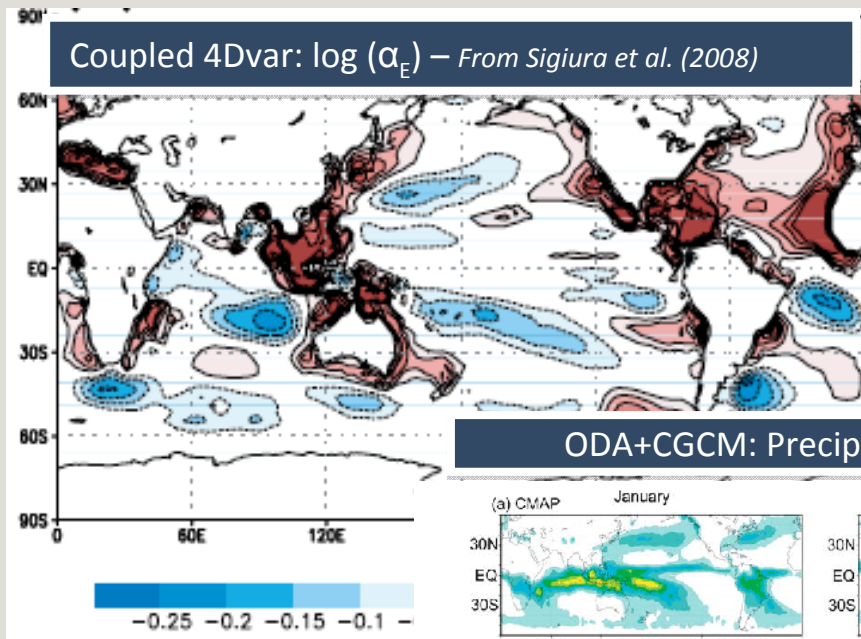 90N
Coupled 4Dvar: log (αE) – From Sigiura et al. (2008)
60N
30N
EQ
30S
60S
90S
0 60E 120E
-0.25 -0.2 -0.15 -0.1
ODA+CGCM: Precip
(a) CMAP January
30N
EQ
30S
30N
EQ
30S